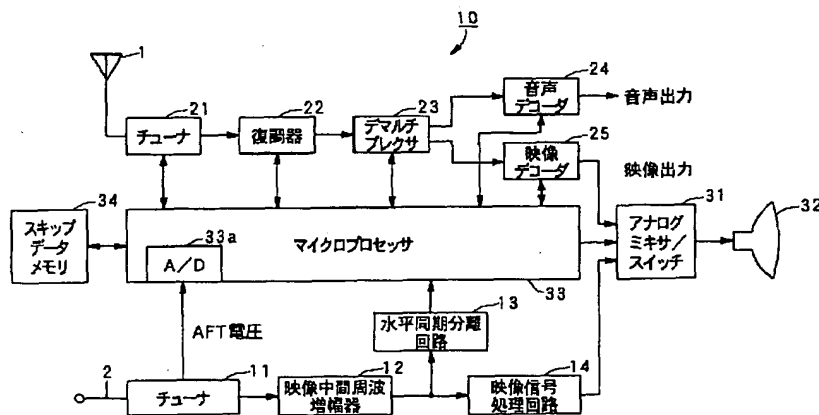 10
1
21
チューナ
22
復調器
23
デマルチ
プレクサ
24
音声
デコーダ
音声出力
25
映像
デコーダ
映像出力
34
スキップ
データ
メモリ
33a
A/D
マイクロプロセッサ
33
31
アナログ
ミキサ/
スイッチ
32
AFT電圧
13
水平同期分離
回路
2
11
チューナ
12
映像中間周波
増幅器
14
映像信号
処理回路